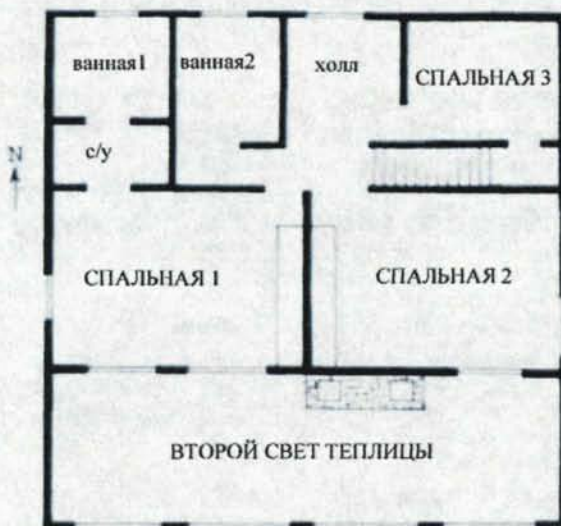 ванная1
ванная2
холл
СПАЛЬНАЯ 3
с/у
N
СПАЛЬНАЯ 1
СПАЛЬНАЯ 2
ВТОРОЙ СВЕТ ТЕПЛИЦЫ